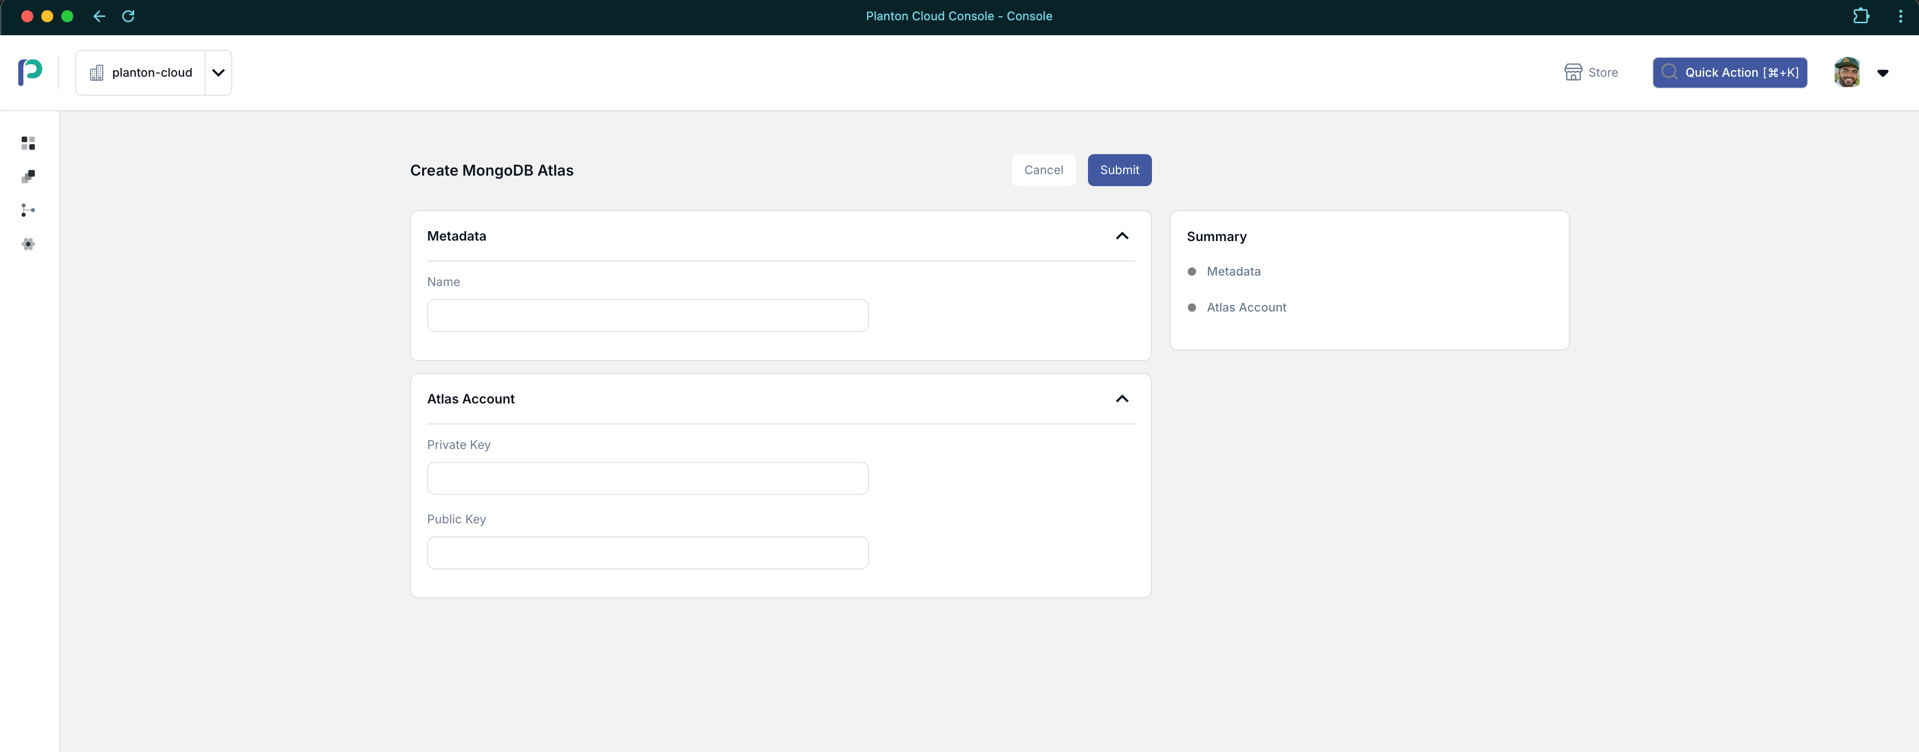 Planton Cloud Console - Console
planton-cloud
Store
Quick Action [⌘+K]
Create MongoDB Atlas
Cancel
Submit
Metadata
Name
Atlas Account
Private Key
Public Key
Summary
Metadata
Atlas Account